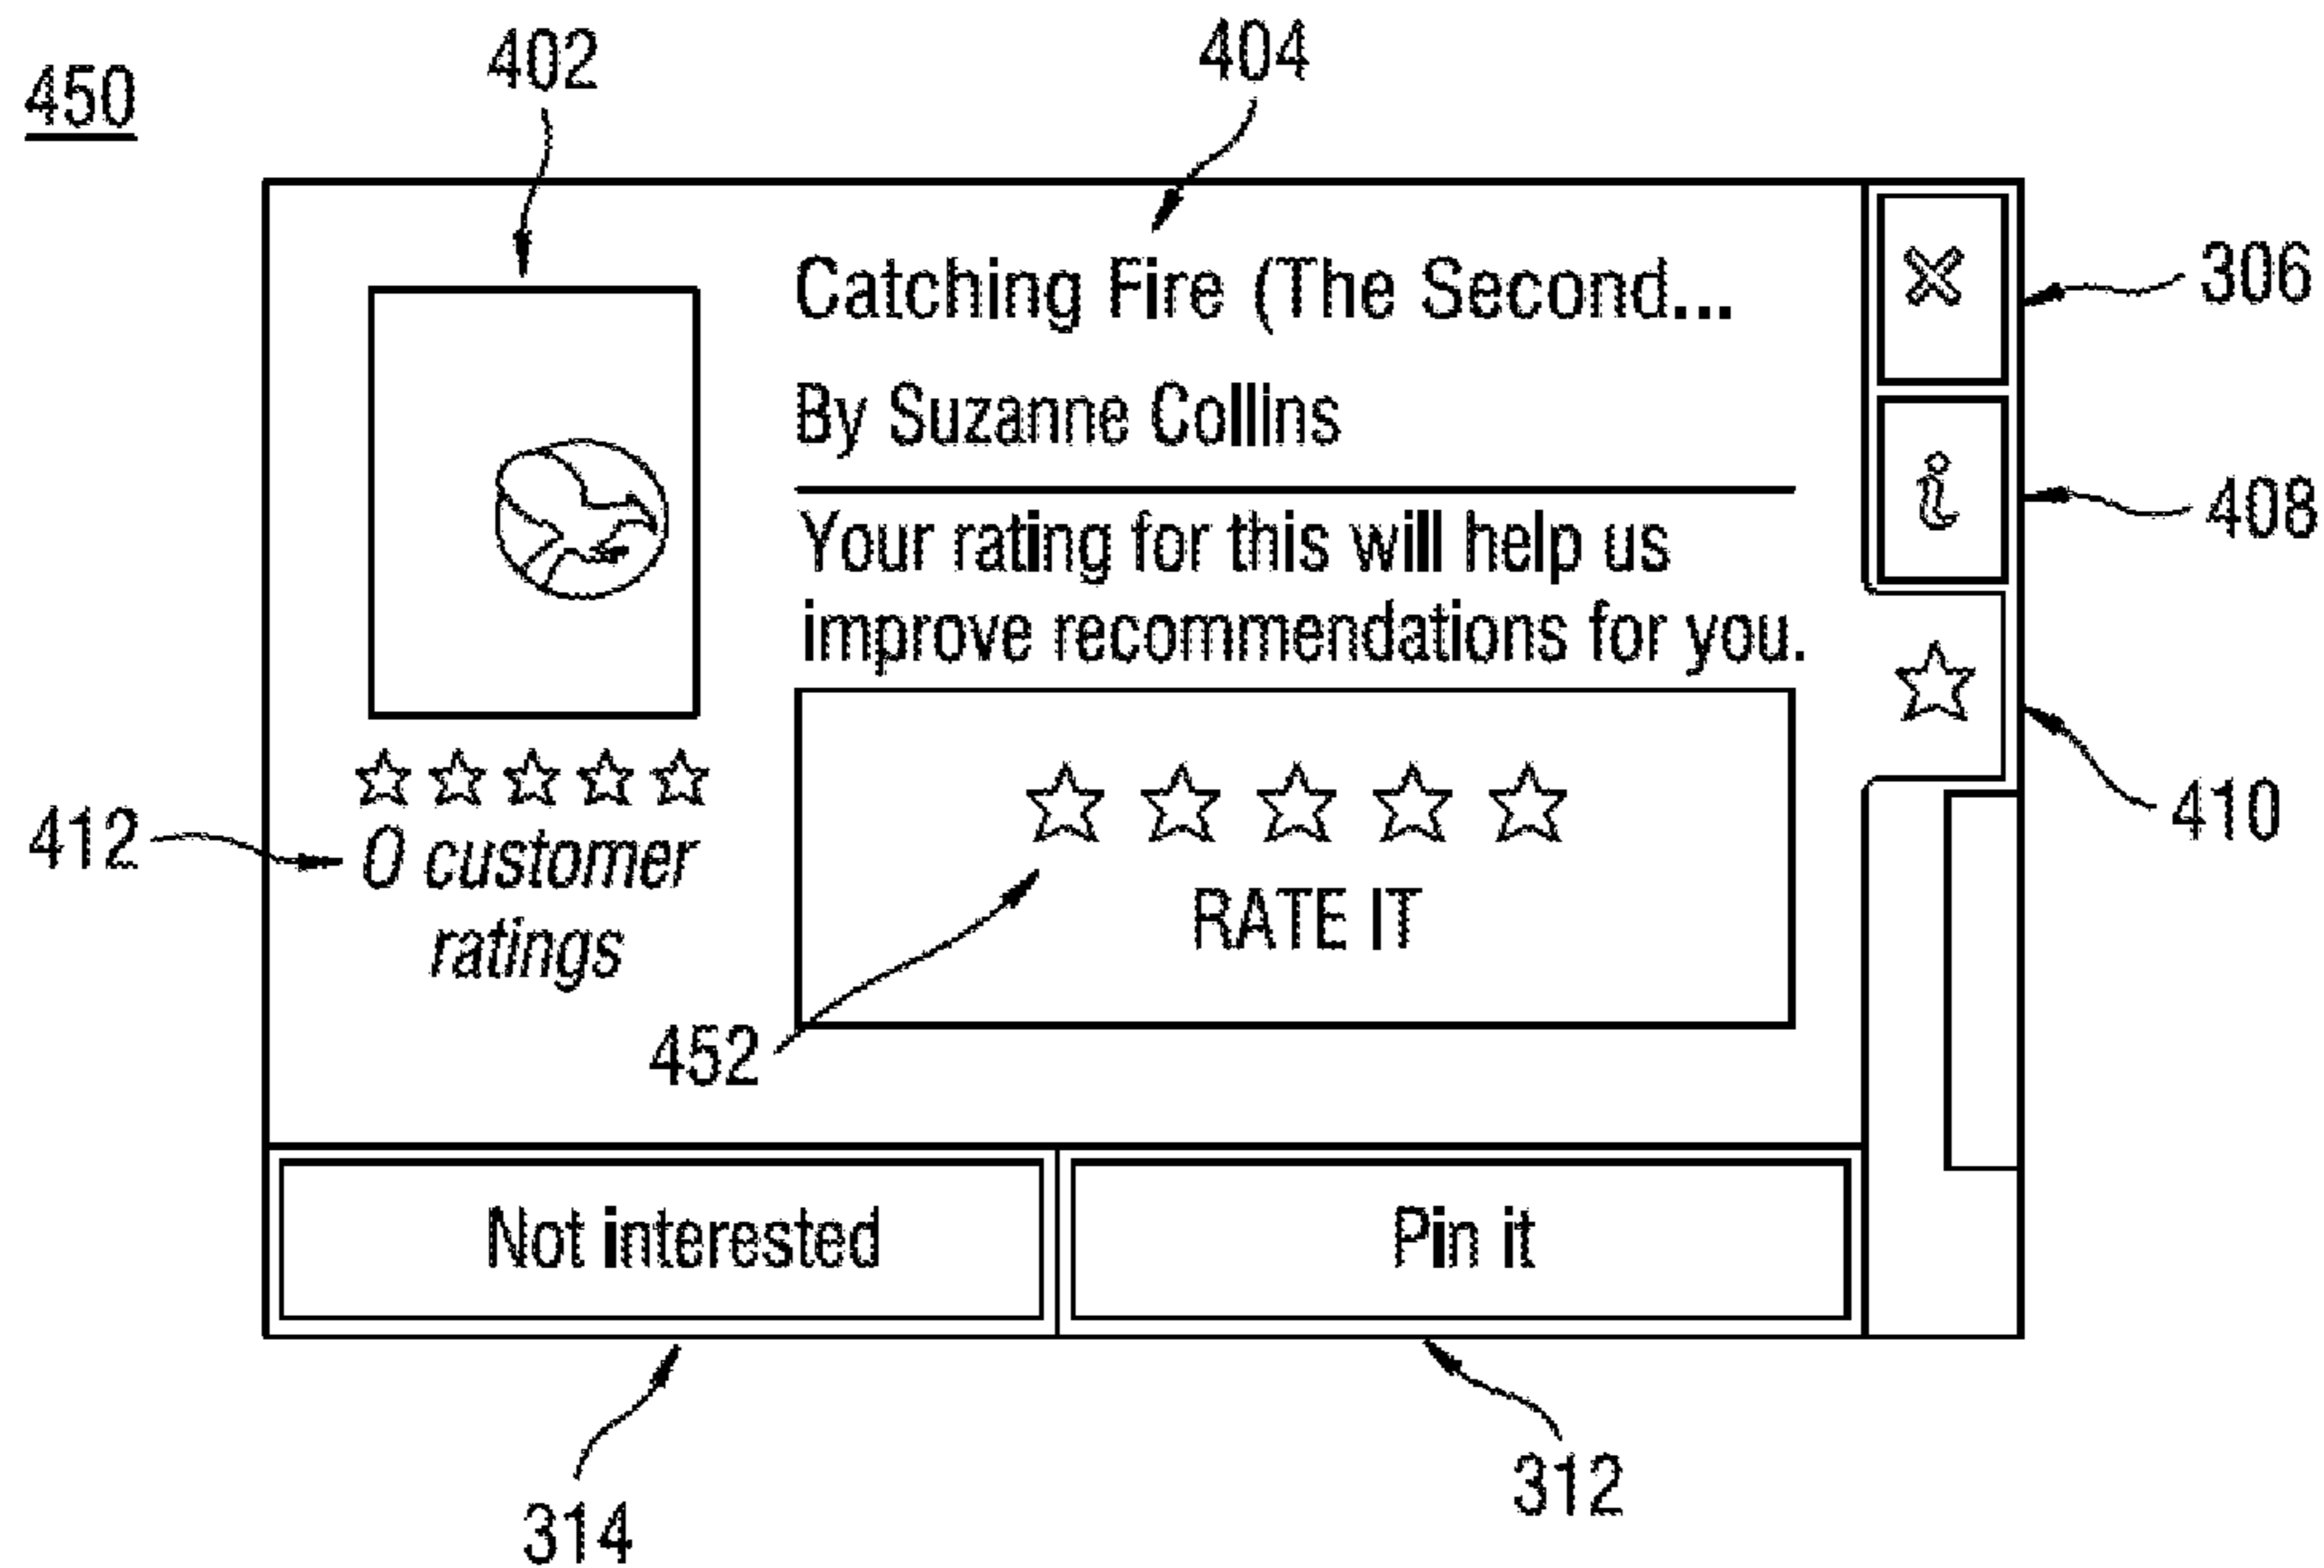 450
402
404
Catching Fire (The Second...
306
By Suzanne Collins
i
408
Your rating for this will help us
improve recommendations for you.
410
412
0 customer
ratings
RATE IT
452
Not interested
Pin it
314
312